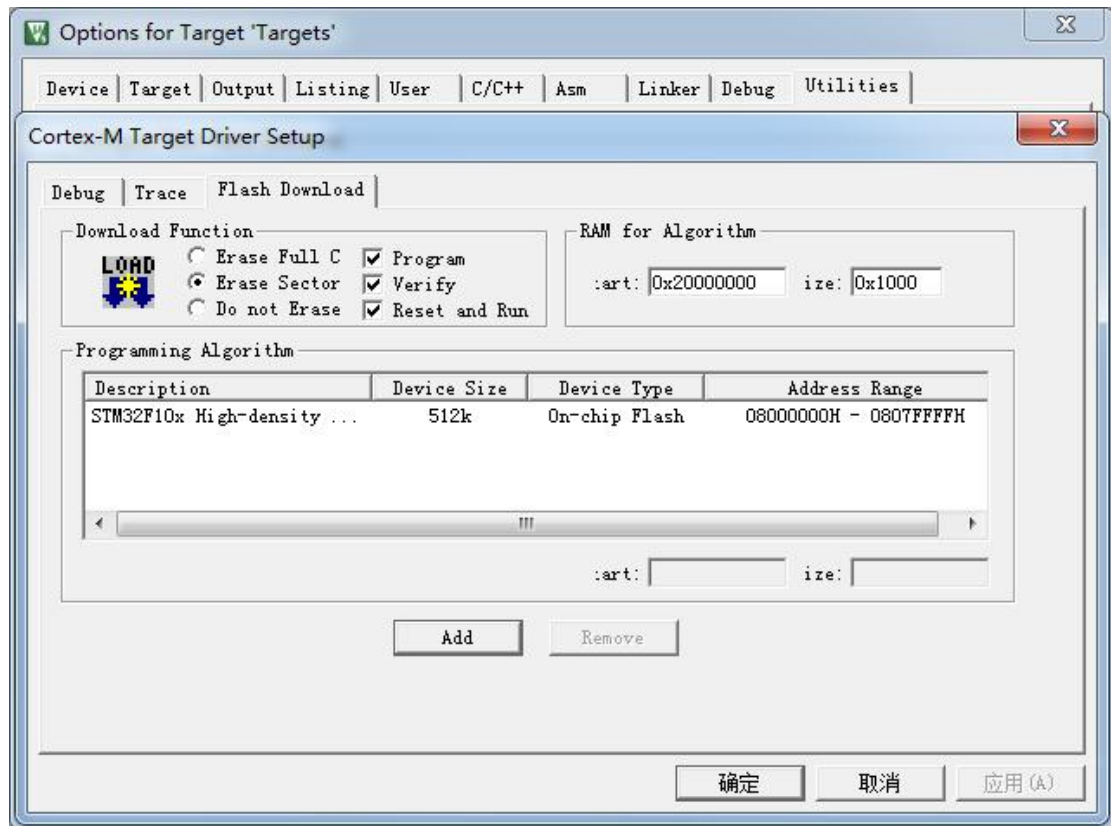 Options for Target 'Targets'
Device Target Output Listing User C/C++ Asm Linker Debug Utilities
Cortex-M Target Driver Setup
Debug Trace Flash Download
Download Function
LOAD
Erase Full C
Program
Erase Sector
Verify
Do not Erase
Reset and Run
RAM for Algorithm
:art: 0x20000000 ize: 0x1000
Programming Algorithm
Description Device Size Device Type Address Range
STM32F10x High-density ... 512k On-chip Flash 08000000H - 0807FFFFH
:art: ize:
Add Remove
确定 取消 应用(A)